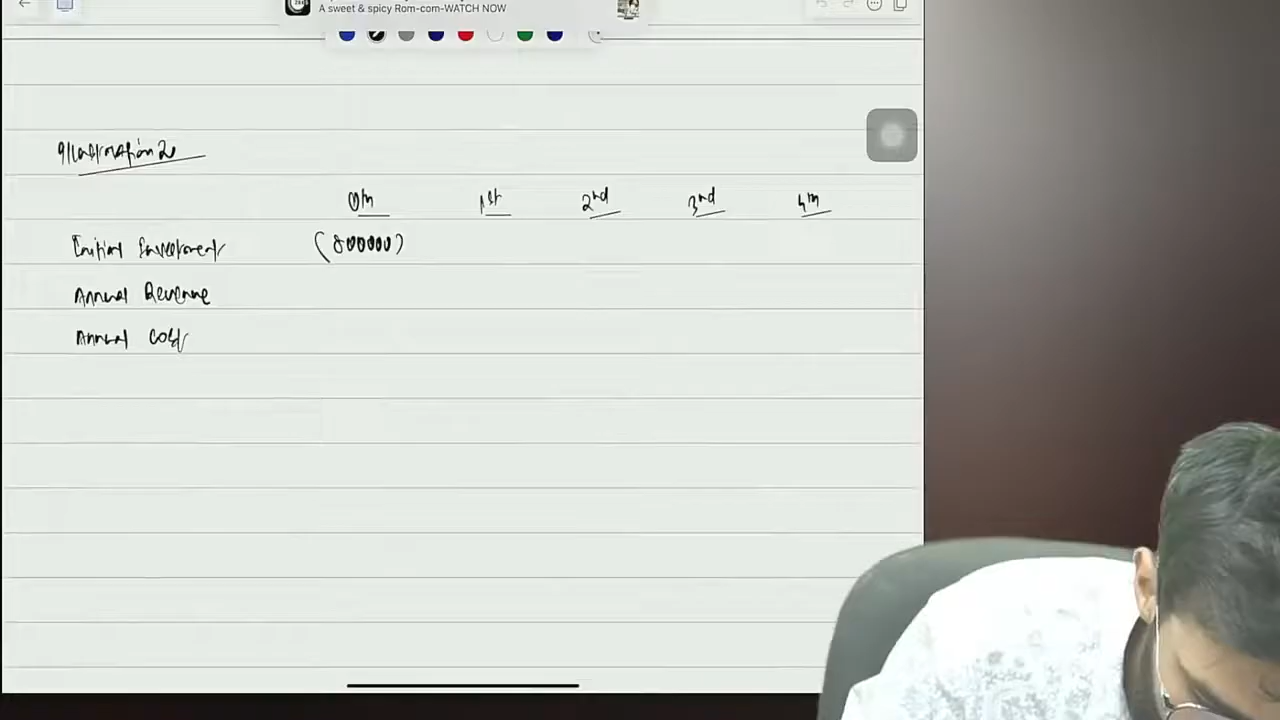 A sweet & spicy Rom-com-WATCH NOW
Illustration 2
0th 1st 2nd 3rd 4th
Initial Investment (800000)
Annual Revenue
Annual Cost